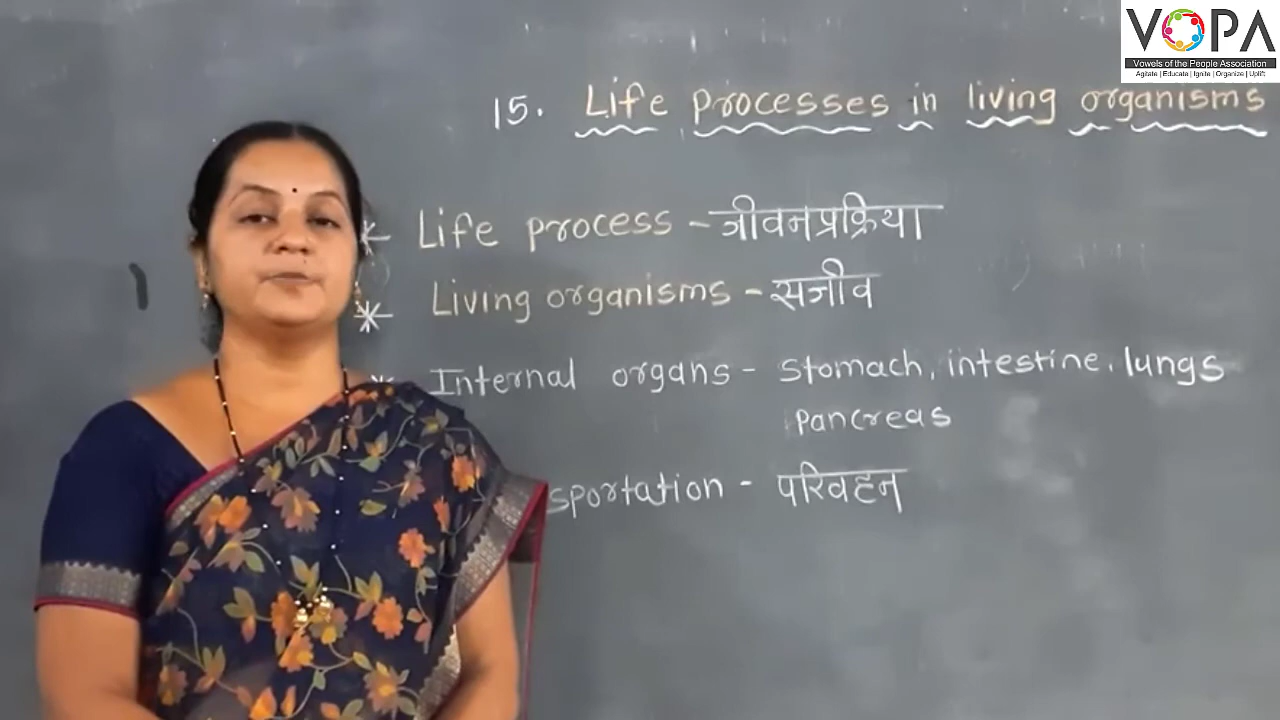 VOPA
Vowels of the People Association
Agitate | Educate | Ignite | Organize | Uplift
15. Life processes in living organisms
* Life process - जीवनप्रक्रिया
* Living organisms - सजीव
* Internal organs - stomach, intestine, lungs
pancreas
sportation - परिवहन